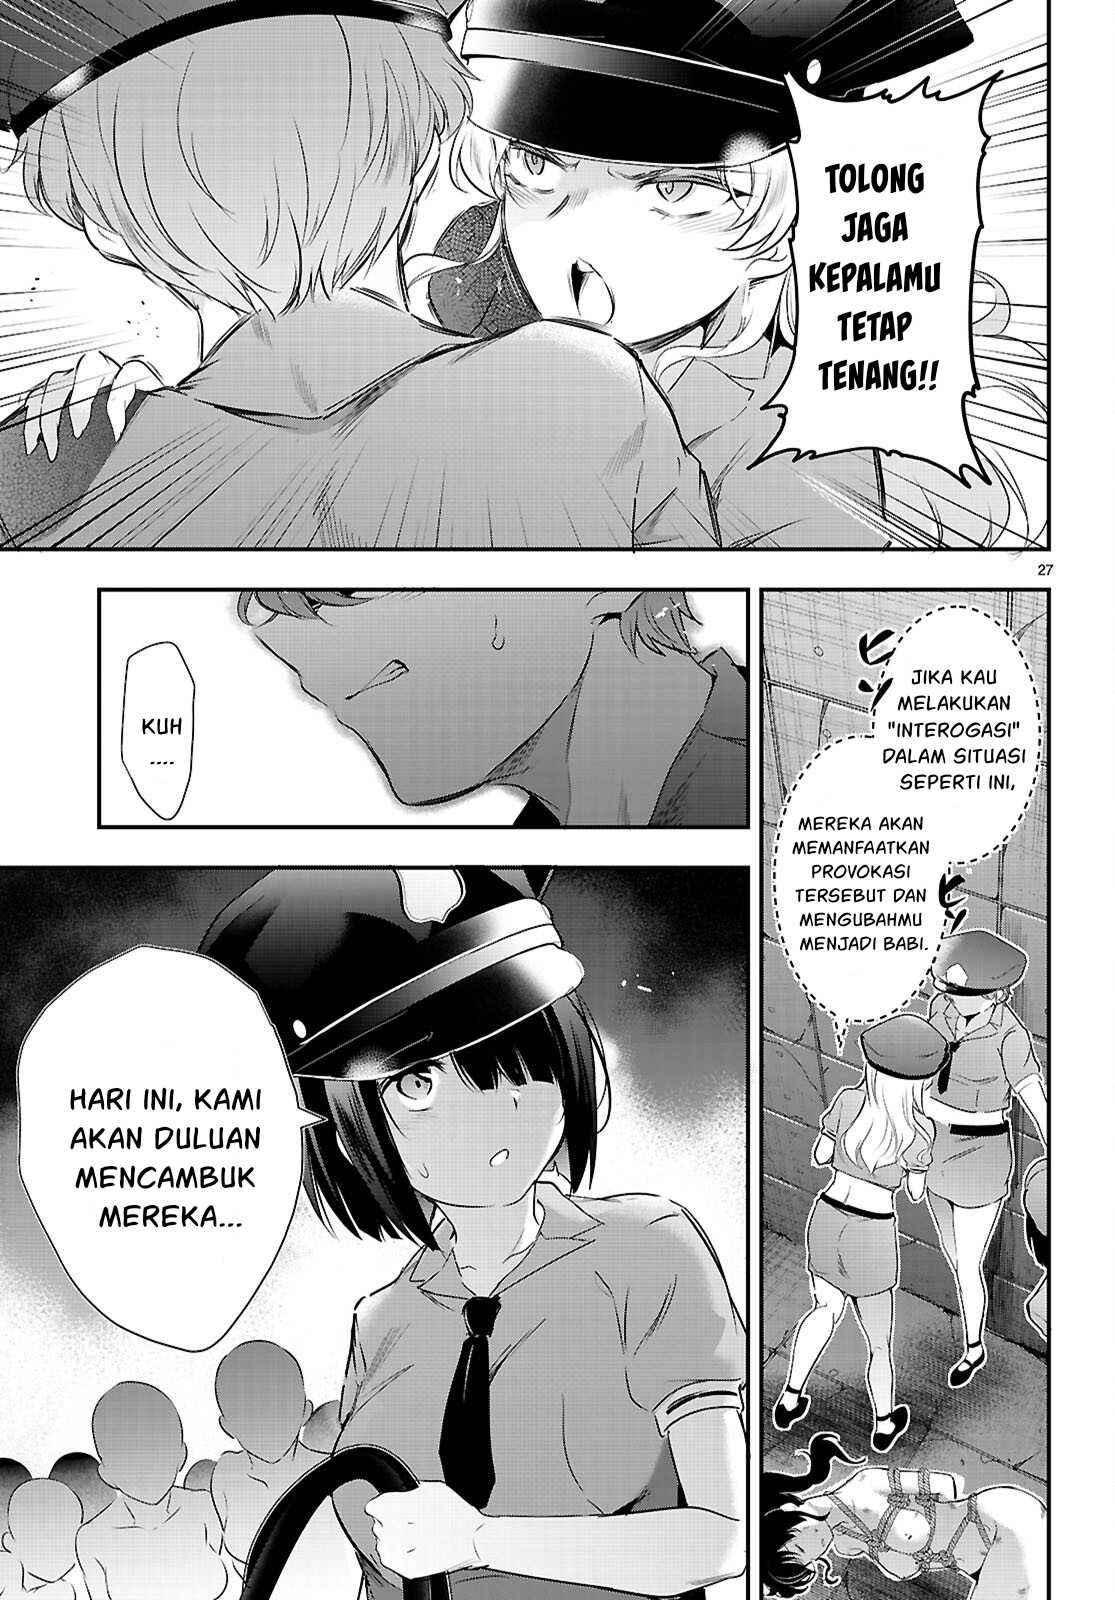 TOLONG
JAGA
KEPALAMU
TETAP
TENANG!!
27
JIKA KAU
MELAKUKAN
"INTEROGASI"
DALAM SITUASI
SEPERTI INI,
MEREKA AKAN
MEMANFAATKAN
PROVOKASI
TERSEBUT DAN
MENGUBAHMU
MENJADI BABI.
KUH
.....
HARI INI, KAMI
AKAN DULUAN
MENCAMBUK
MEREKA...